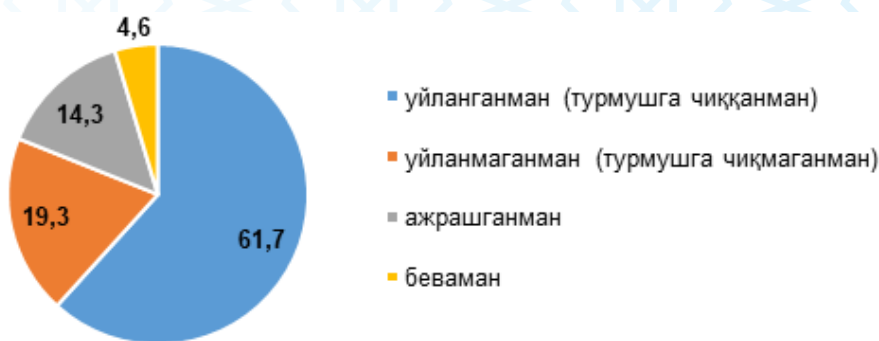 4,6
14,3
19,3
61,7
уйланганман (турмушга чиққанман)
уйланмаганман (турмушга чиқмаганман)
ажрашганман
беваман